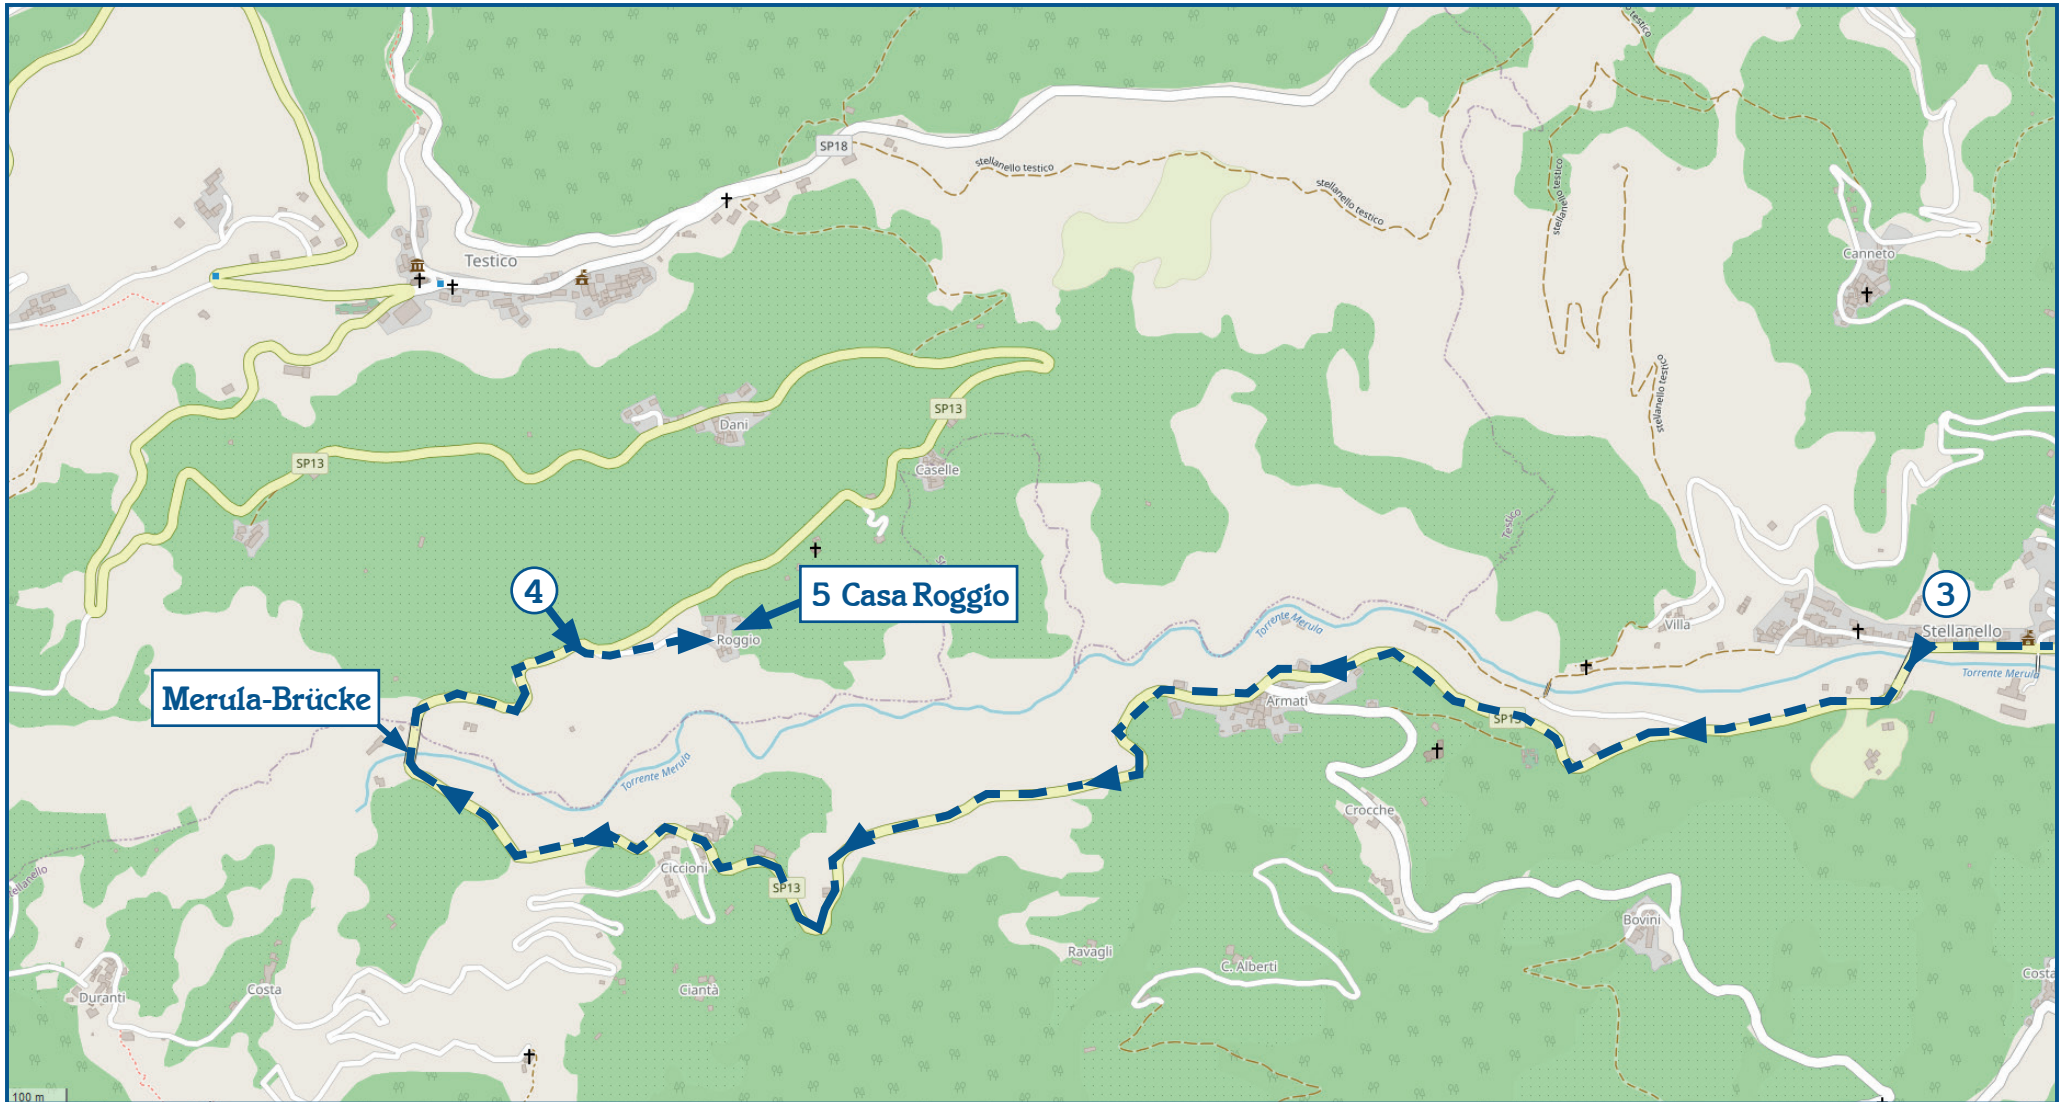 testico
SP18
stellanello testico
stellanello testico
stellanello testico
Testico
Canneto
stellanello testico
SP13
Dani
SP13
Caselle
Testico
4
5 Casa Roggio
3
Roggio
Torrente Merula
Villa
Stellanello
Torrente Merula
Merula-Brücke
Armati
SP13
Torrente Merula
Crocche
Ciccioni
SP13
Bovini
Ravagli
C. Alberti
Duranti
Costa
Ciantà
Costa
100 m